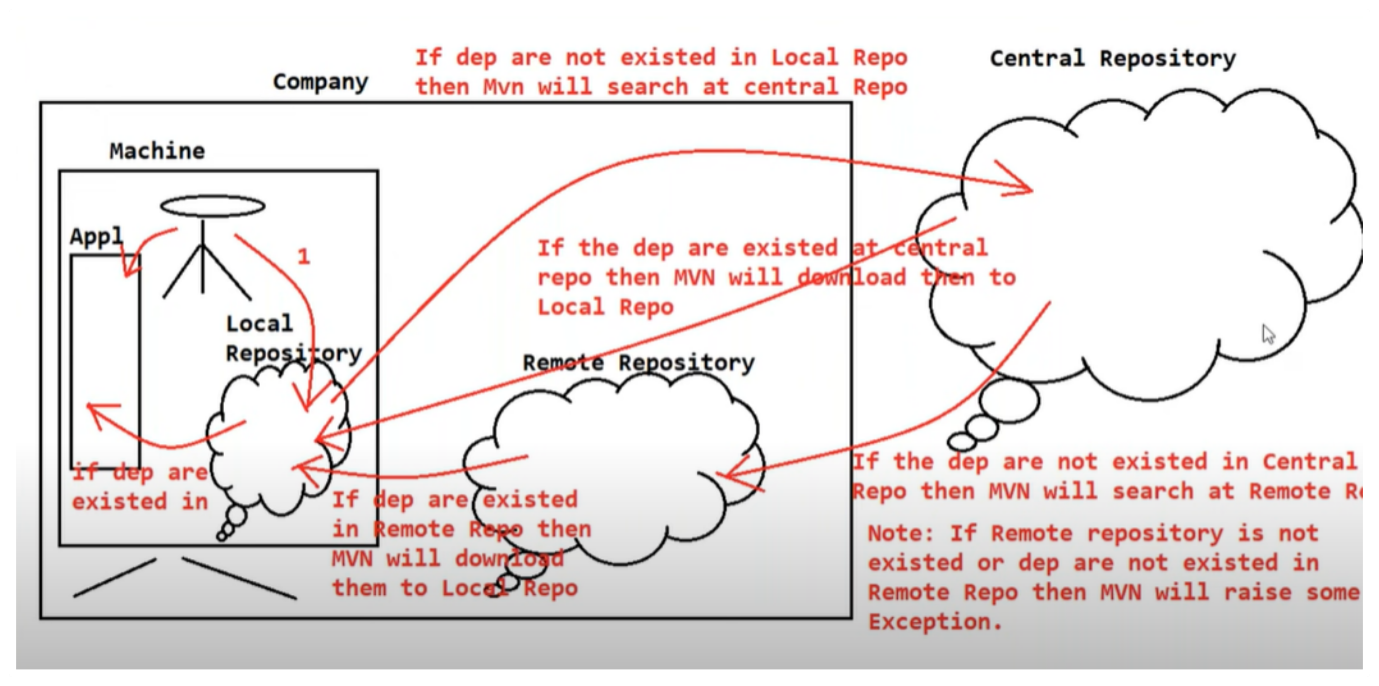 If dep are not existed in Local Repo
then Mvn will search at central Repo
Central Repository
Company
Machine
Appl
1
If the dep are existed at central
repo then MVN will download then to
Local Repo
Local
Repository
Remote Repository
if dep are
existed in
If dep are existed
in Remote Repo then
MVN will download
them to Local Repo
If the dep are not existed in Central
Repo then MVN will search at Remote
Note: If Remote repository is not
existed or dep are not existed in
Remote Repo then MVN will raise some
Exception.